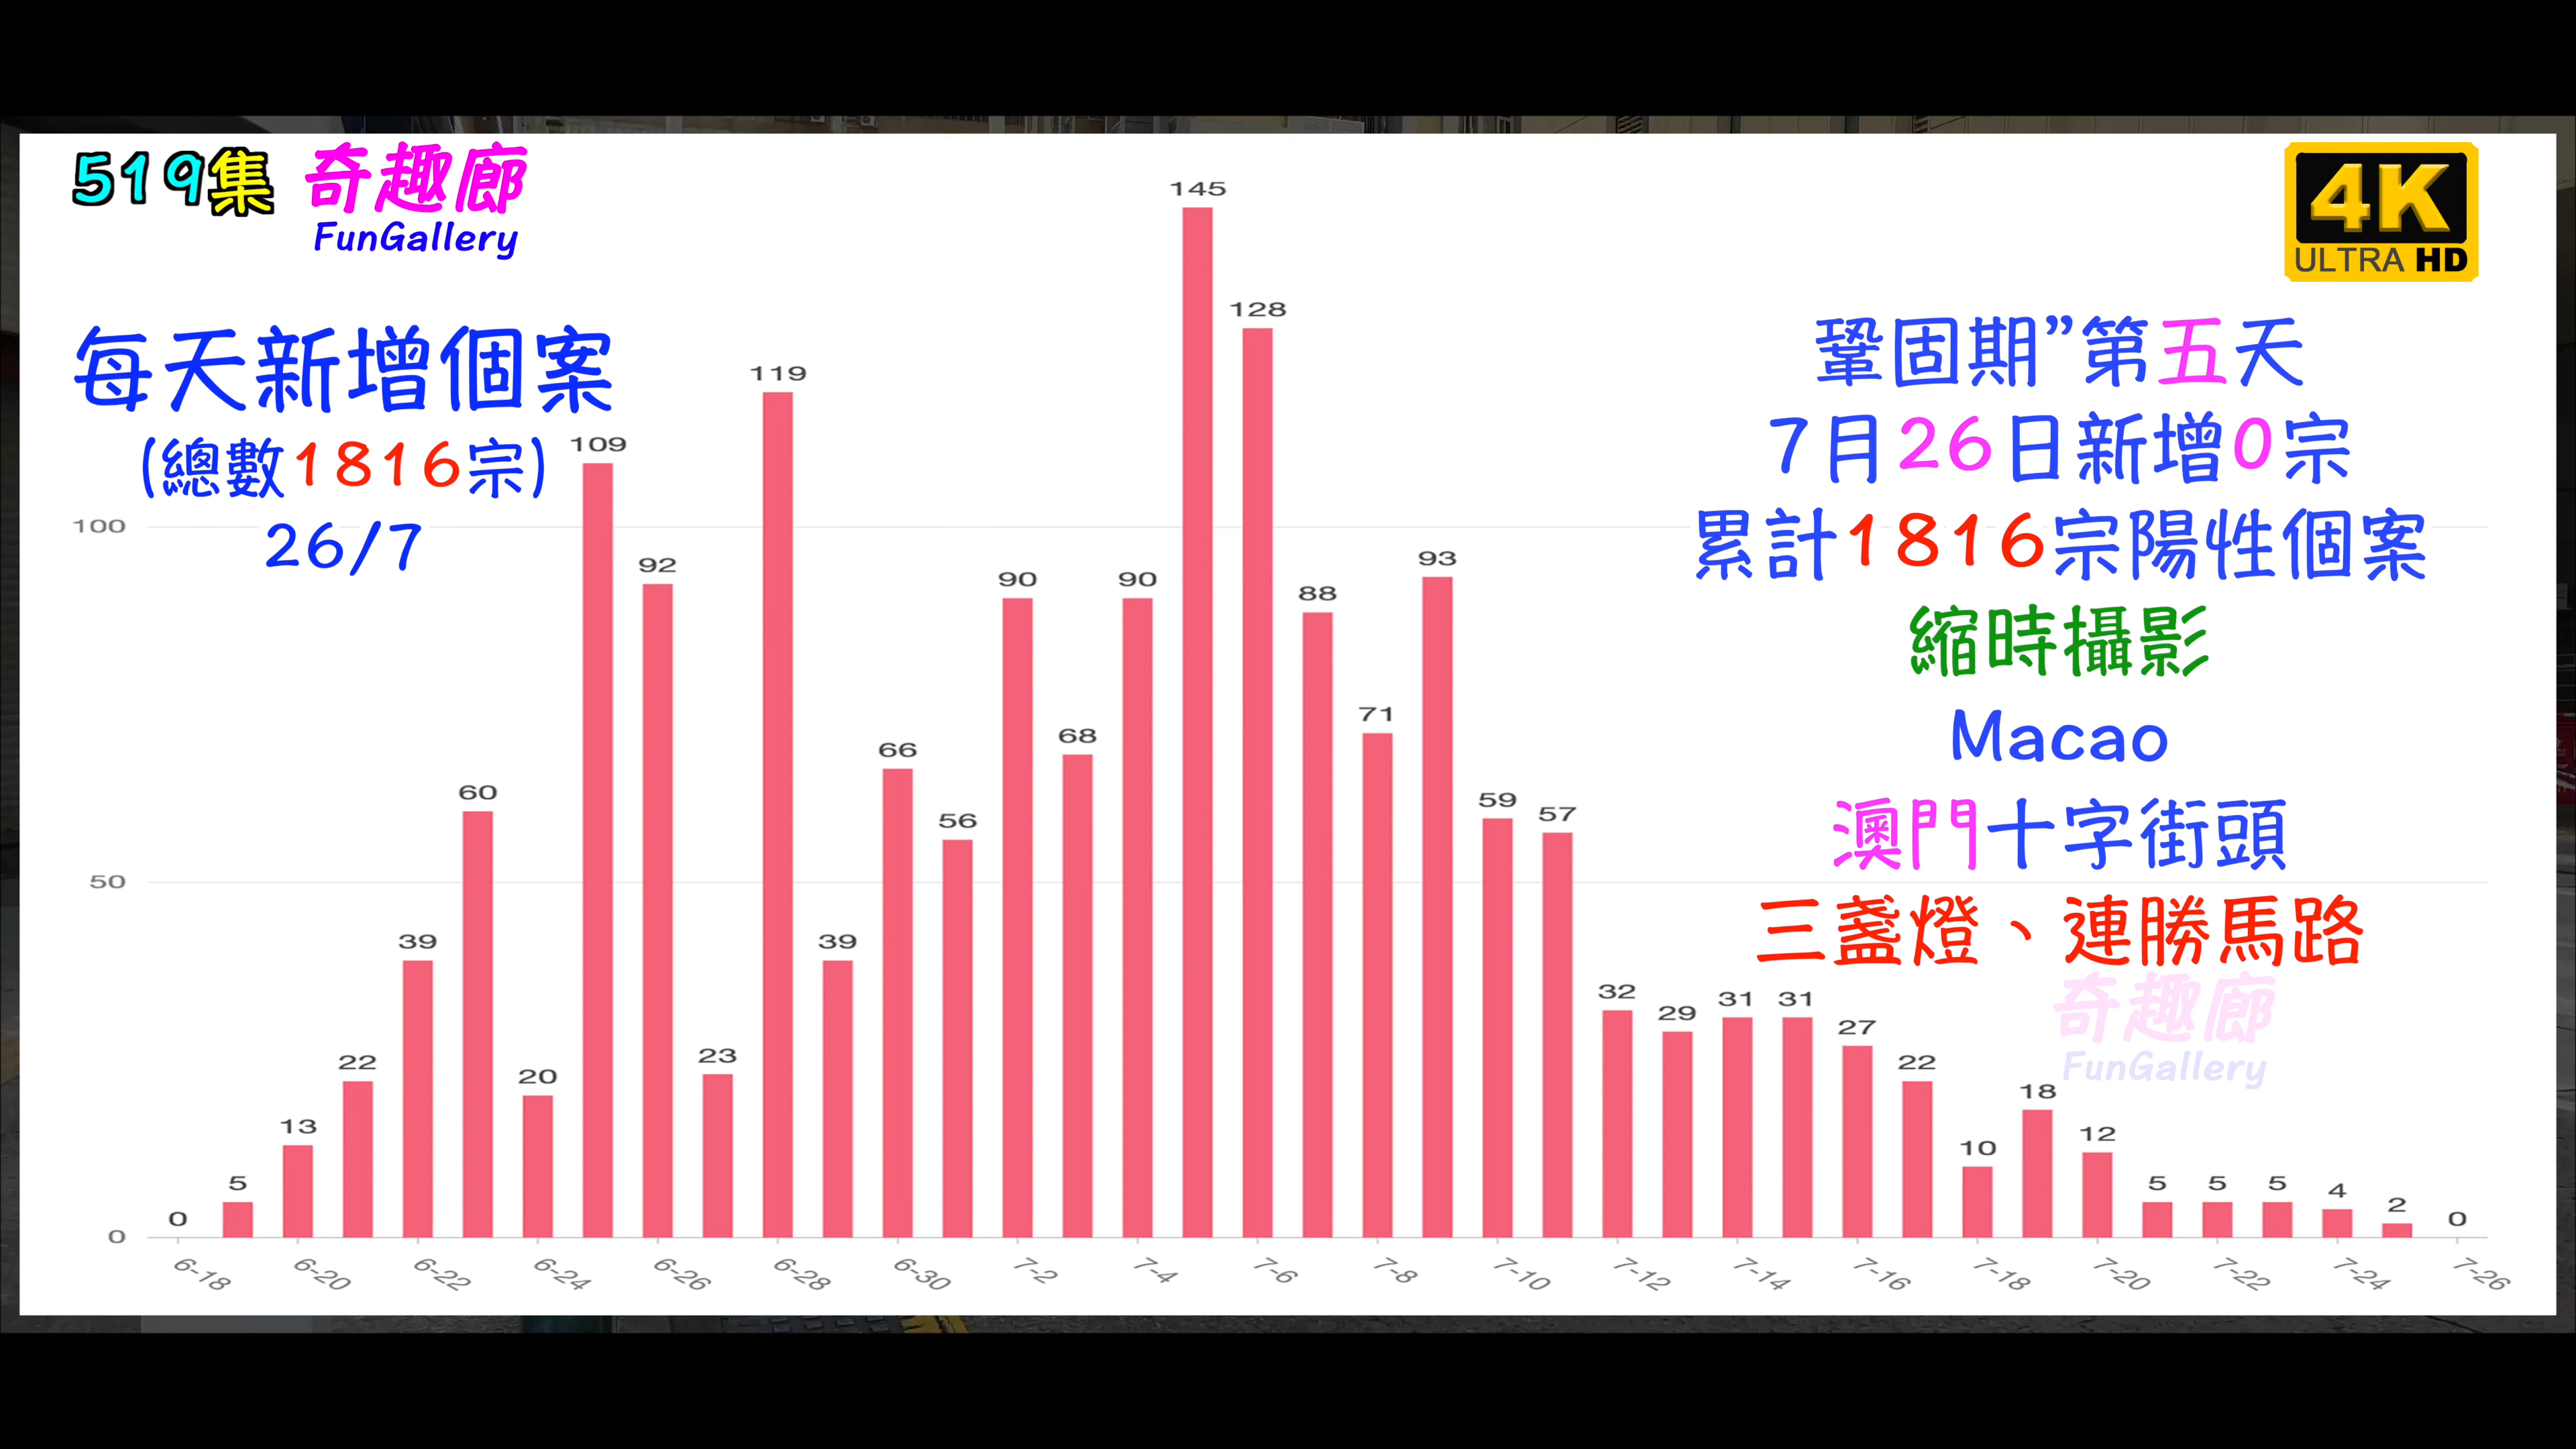 519集 奇趣廊
FunGallery
4K
ULTRA HD
每天新增個案
(總數1816宗)
26/7
鞏固期”第五天
7月26日新增0宗
累計1816宗陽性個案
縮時攝影
Macao
澳門十字街頭
三盞燈、連勝馬路
奇趣廊
FunGallery
100
50
0
0 5 13 22 39 60 20 109 92 23 119 39 66 56 90 68 90 145 128 88 71 93 59 57 32 29 31 31 27 22 10 18 12 5 5 5 4 2 0
6-18 6-20 6-22 6-24 6-26 6-28 6-30 7-2 7-4 7-6 7-8 7-10 7-12 7-14 7-16 7-18 7-20 7-22 7-24 7-26